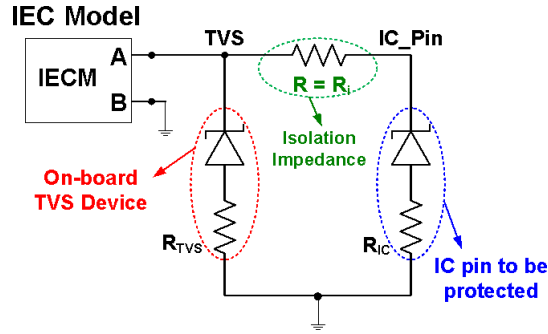 IEC Model
IECM
A
B
TVS
IC_Pin
R = Ri
Isolation
Impedance
On-board
TVS Device
RTVS
RIC
IC pin to be
protected